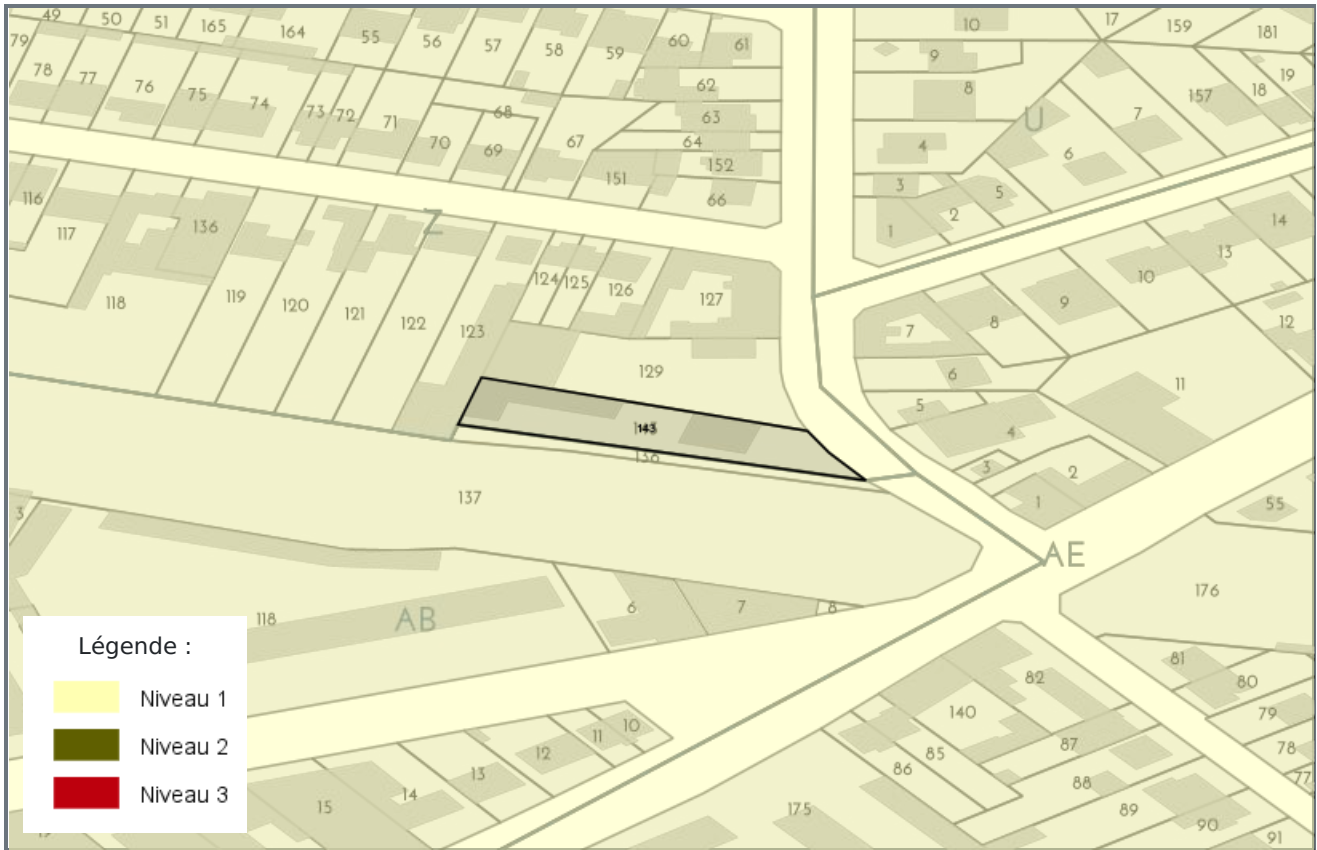 49 50 51 165 164 55 56 57 58 59 60 61 10 17 159 181
79 78 77 76 75 74 73 72 71 70 68 69 67 62 9 8 7 157 18 19
63 64 152 151 66 4 U 6
116 117 136 Z 3 5 2 1 14
118 119 120 121 122 123 124 125 126 127 10 13
7 8 9 12
129 6 11
5 4
143
136
137 3 2 1 55
3
AE
118 AB 6 7 8 176
Légende :
Niveau 1
Niveau 2
Niveau 3
81 80 79 78 77
82 140 87 85 86 88 89 90 91
10 11 12 13 14 15
175